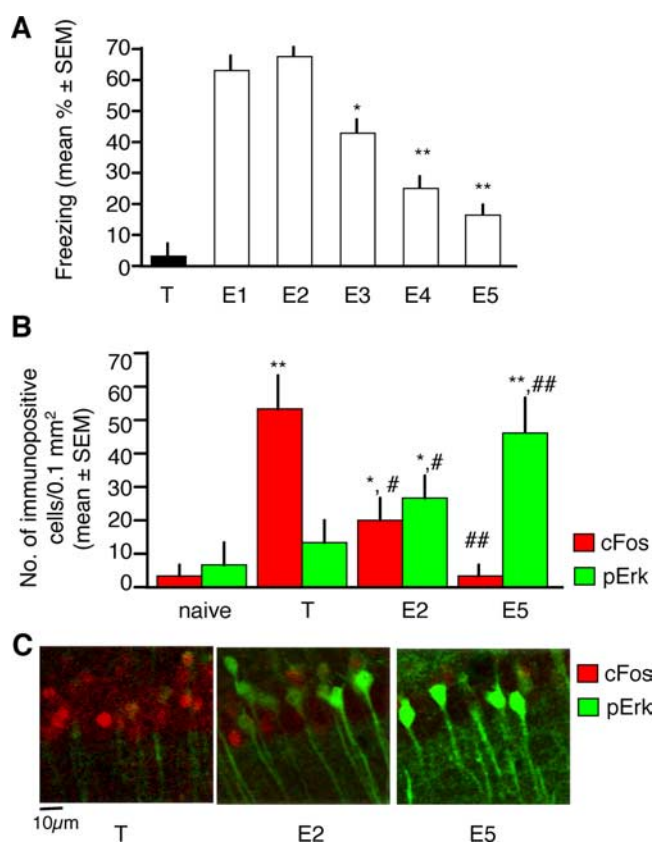 A
Freezing (mean % ± SEM)
70
60
50
40
30
20
10
0
*
**
**
T E1 E2 E3 E4 E5
B
No. of immunopositive
cells/0.1 mm²
(mean ± SEM)
70
60
50
40
30
20
10
0
**
*, #
*,#
##
**,##
cFos
pErk
naive T E2 E5
C
cFos
pErk
10µm
T E2 E5